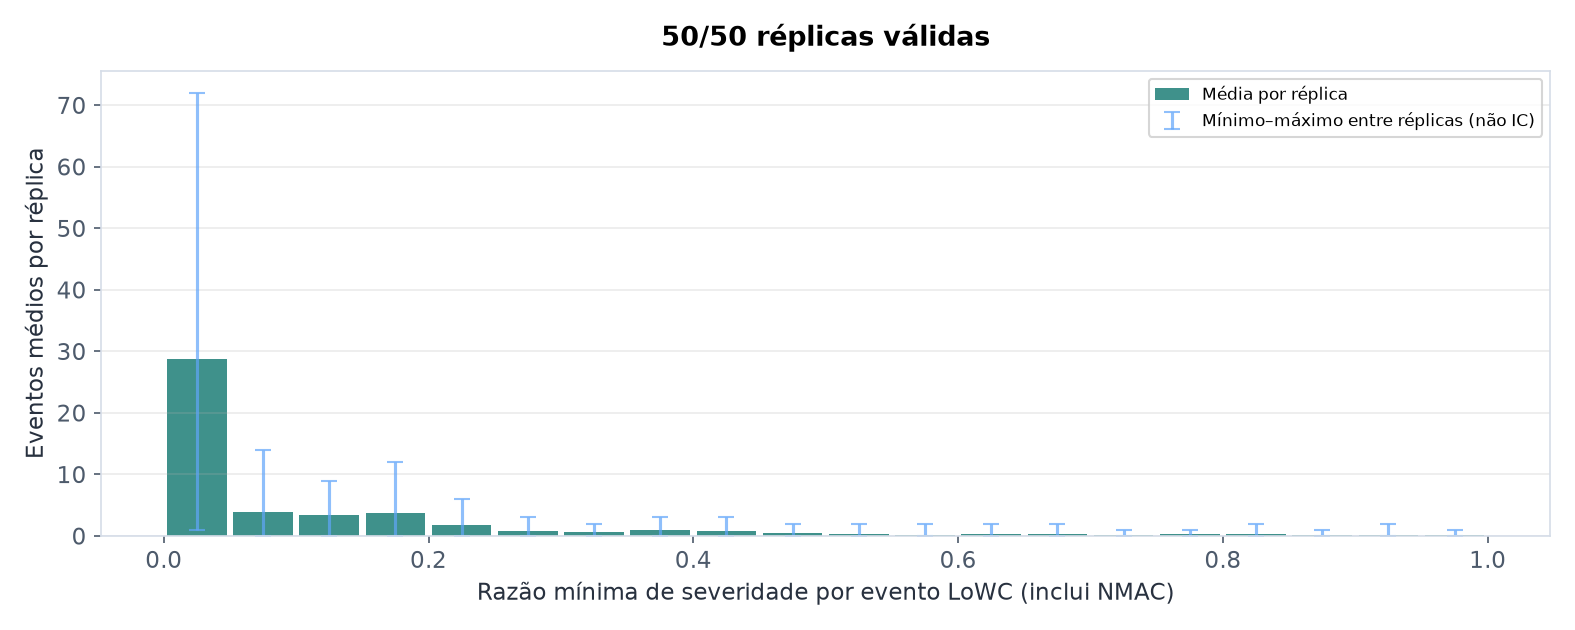 50/50 réplicas válidas
Média por réplica
Mínimo–máximo entre réplicas (não IC)
Eventos médios por réplica
70
60
50
40
30
20
10
0
0.0 0.2 0.4 0.6 0.8 1.0
Razão mínima de severidade por evento LoWC (inclui NMAC)